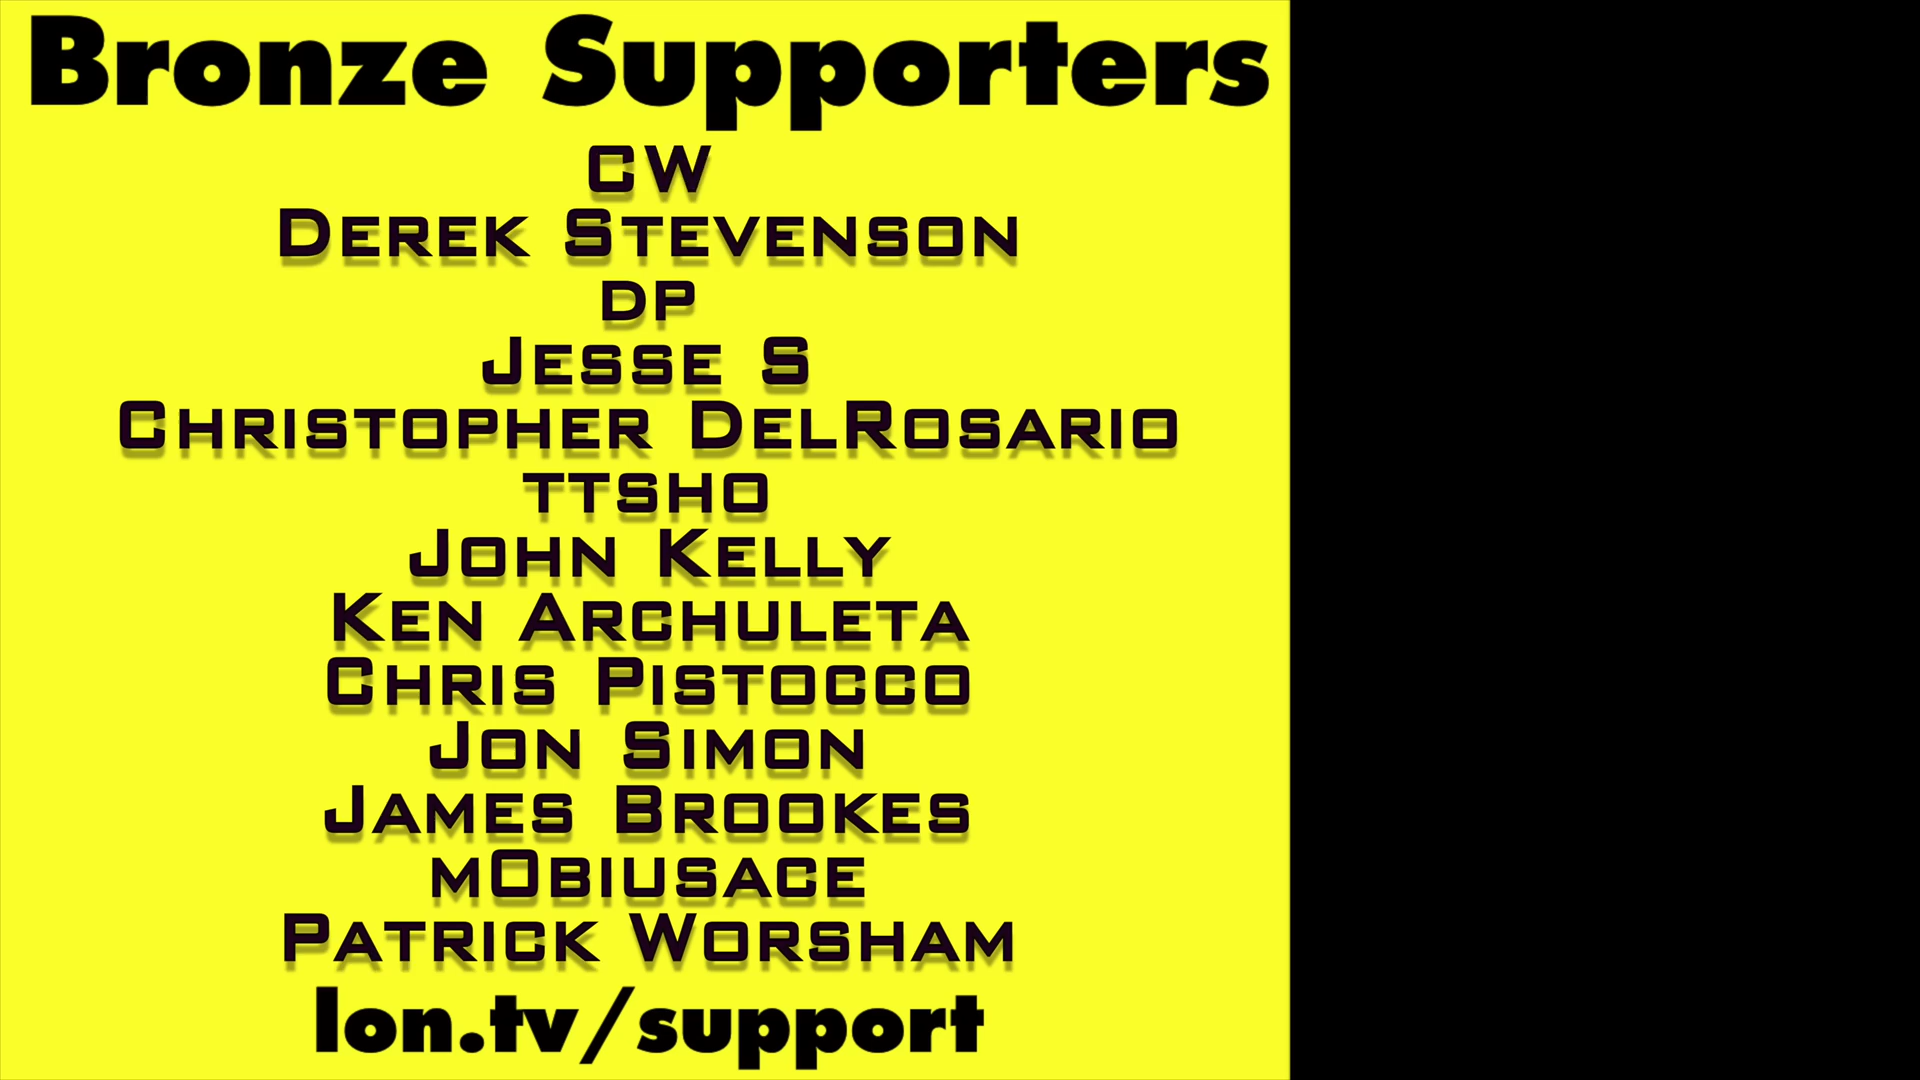 Bronze Supporters
CW
Derek Stevenson
dp
Jesse S
Christopher DelRosario
ttsho
John Kelly
Ken Archuleta
Chris Pistocco
Jon Simon
James Brookes
mObiusace
Patrick Worsham
lon.tv/support